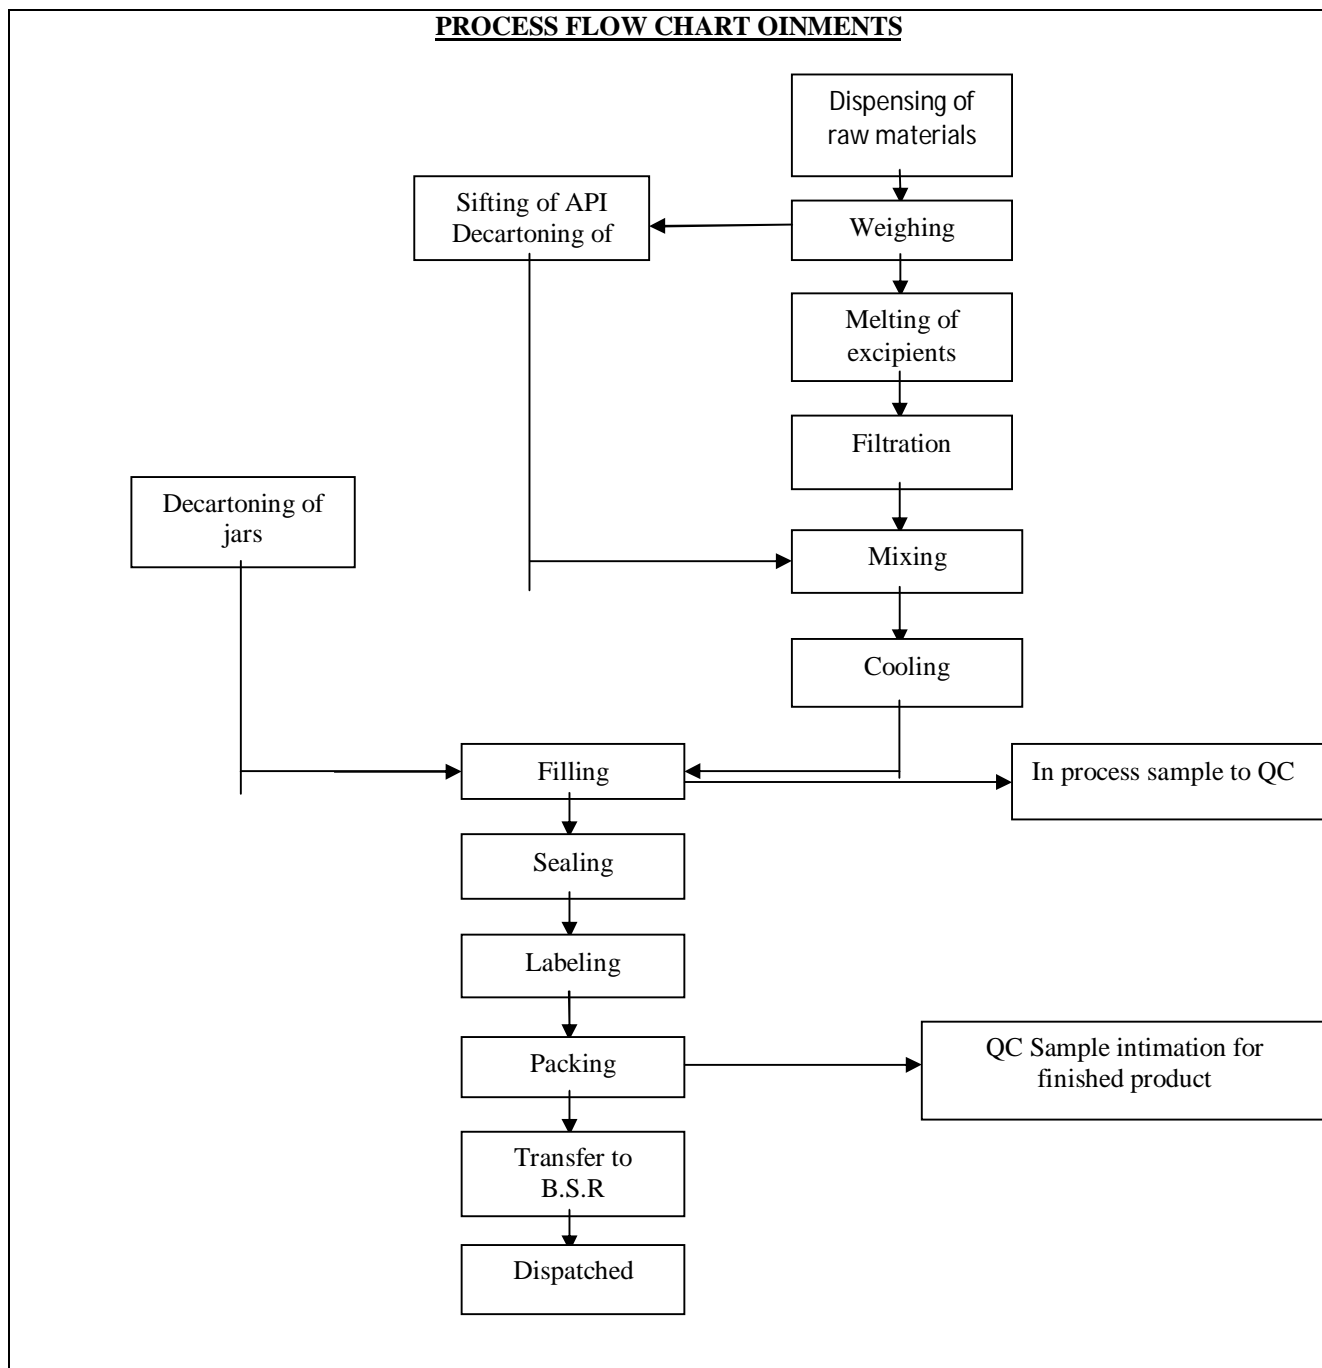 PROCESS FLOW CHART OINMENTS
Dispensing of
raw materials
Sifting of API
Decartoning of
Weighing
Melting of
excipients
Filtration
Decartoning of
jars
Mixing
Cooling
Filling
In process sample to QC
Sealing
Labeling
Packing
QC Sample intimation for
finished product
Transfer to
B.S.R
Dispatched